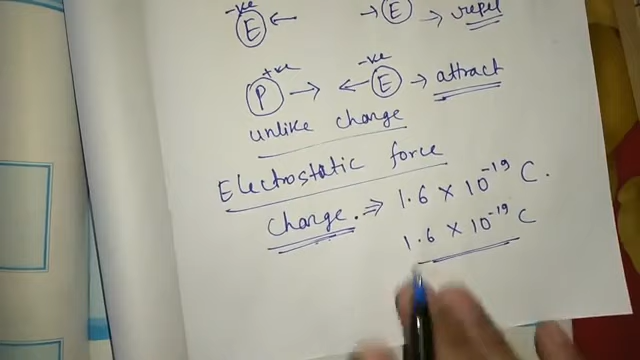 -ve
E ← → E → repel
+ve -ve
P → ← E → attract
unlike charge
Electrostatic force
Charge. ⇒ 1.6 × 10⁻¹⁹ C.
1.6 × 10⁻¹⁹ C